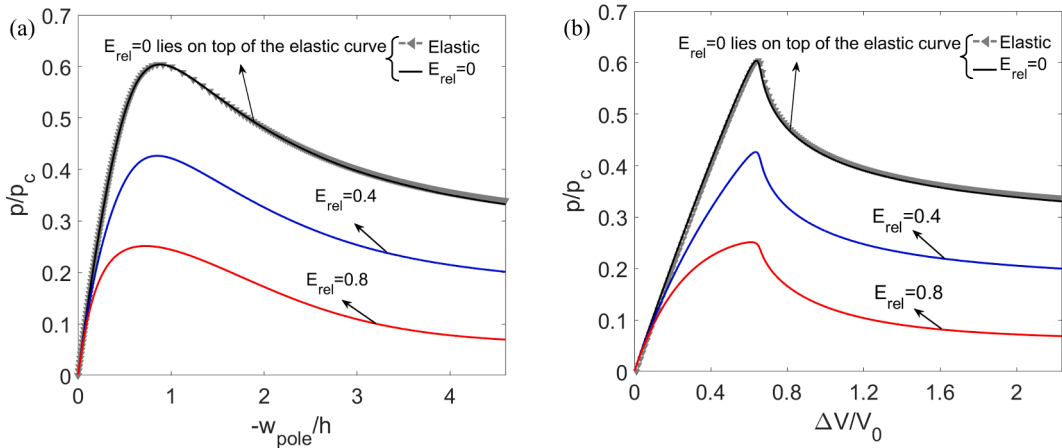 (a)
E_rel=0 lies on top of the elastic curve
Elastic
E_rel=0
E_rel=0.4
E_rel=0.8
p/p_c
0.7
0.6
0.5
0.4
0.3
0.2
0.1
0
0 1 2 3 4
-w_pole/h
(b)
E_rel=0 lies on top of the elastic curve
Elastic
E_rel=0
E_rel=0.4
E_rel=0.8
p/p_c
0.7
0.6
0.5
0.4
0.3
0.2
0.1
0
0 0.4 0.8 1.2 1.6 2
ΔV/V_0